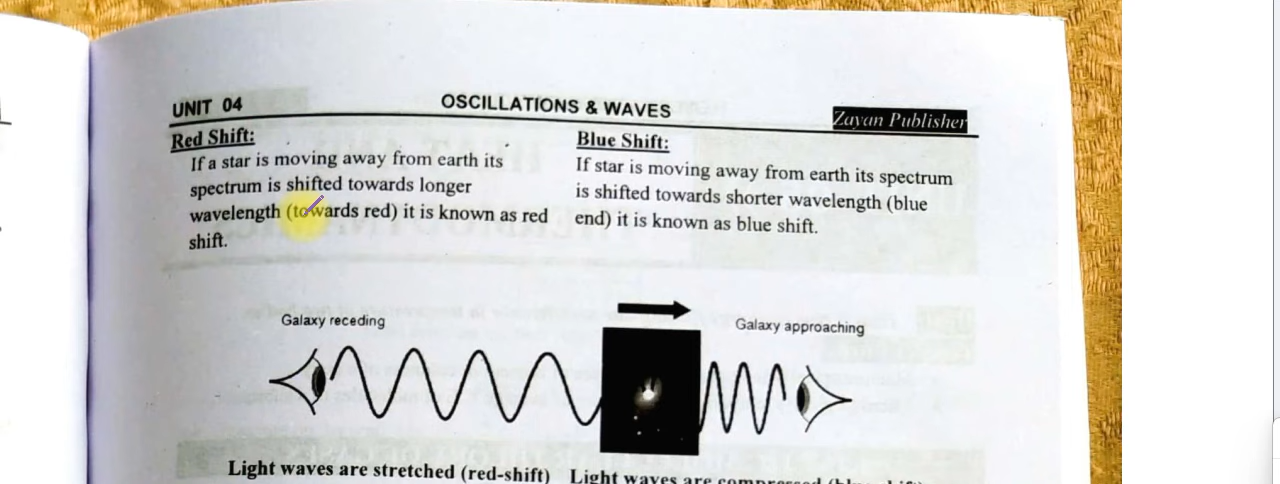 UNIT 04
OSCILLATIONS & WAVES
Zayan Publisher
Red Shift:
If a star is moving away from earth its
spectrum is shifted towards longer
wavelength (towards red) it is known as red
shift.
Blue Shift:
If star is moving away from earth its spectrum
is shifted towards shorter wavelength (blue
end) it is known as blue shift.
Galaxy receding
Galaxy approaching
Light waves are stretched (red-shift)
Light waves are compressed